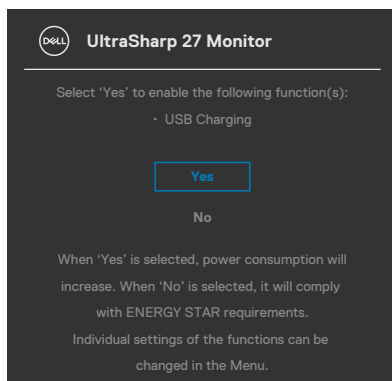 DELL
UltraSharp 27 Monitor
Select ‘Yes’ to enable the following function(s):
· USB Charging
Yes
No
When ‘Yes’ is selected, power consumption will
increase. When ‘No’ is selected, it will comply
with ENERGY STAR requirements.
Individual settings of the functions can be
changed in the Menu.